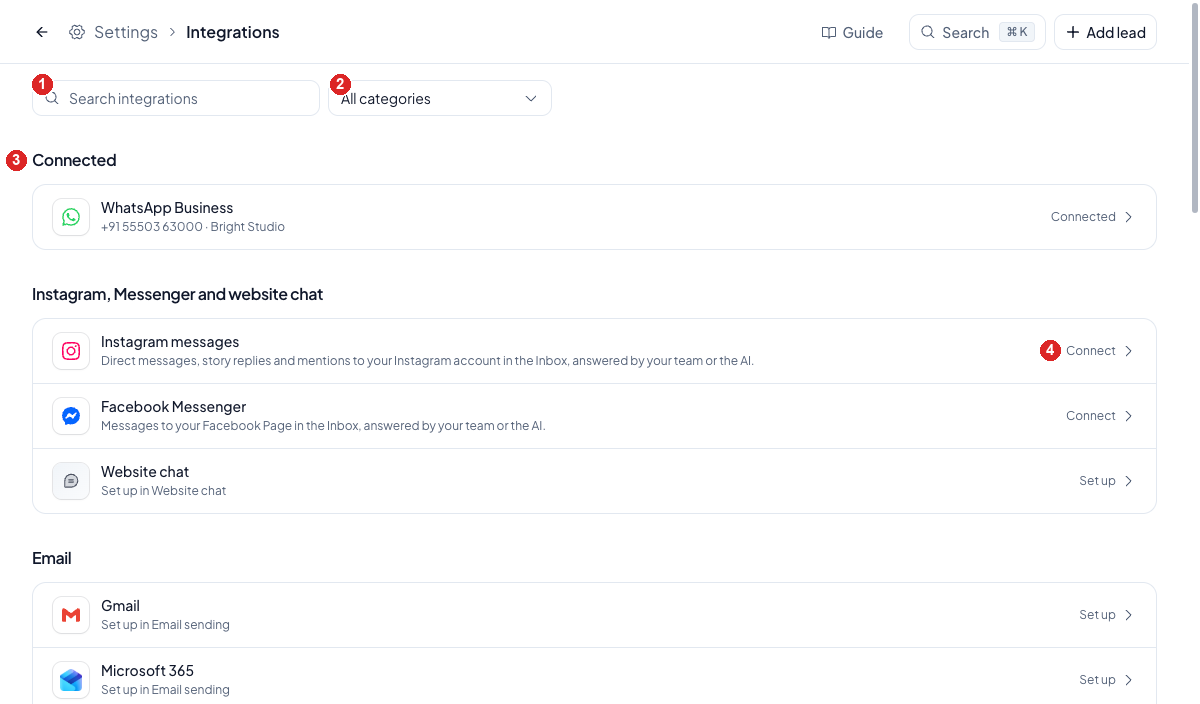 Settings
Integrations
Guide
Search
⌘ K
Add lead
1
Search integrations
2
All categories
3
Connected
WhatsApp Business
+91 55503 63000 · Bright Studio
Connected
Instagram, Messenger and website chat
Instagram messages
Direct messages, story replies and mentions to your Instagram account in the Inbox, answered by your team or the AI.
4
Connect
Facebook Messenger
Messages to your Facebook Page in the Inbox, answered by your team or the AI.
Connect
Website chat
Set up in Website chat
Set up
Email
Gmail
Set up in Email sending
Set up
Microsoft 365
Set up in Email sending
Set up